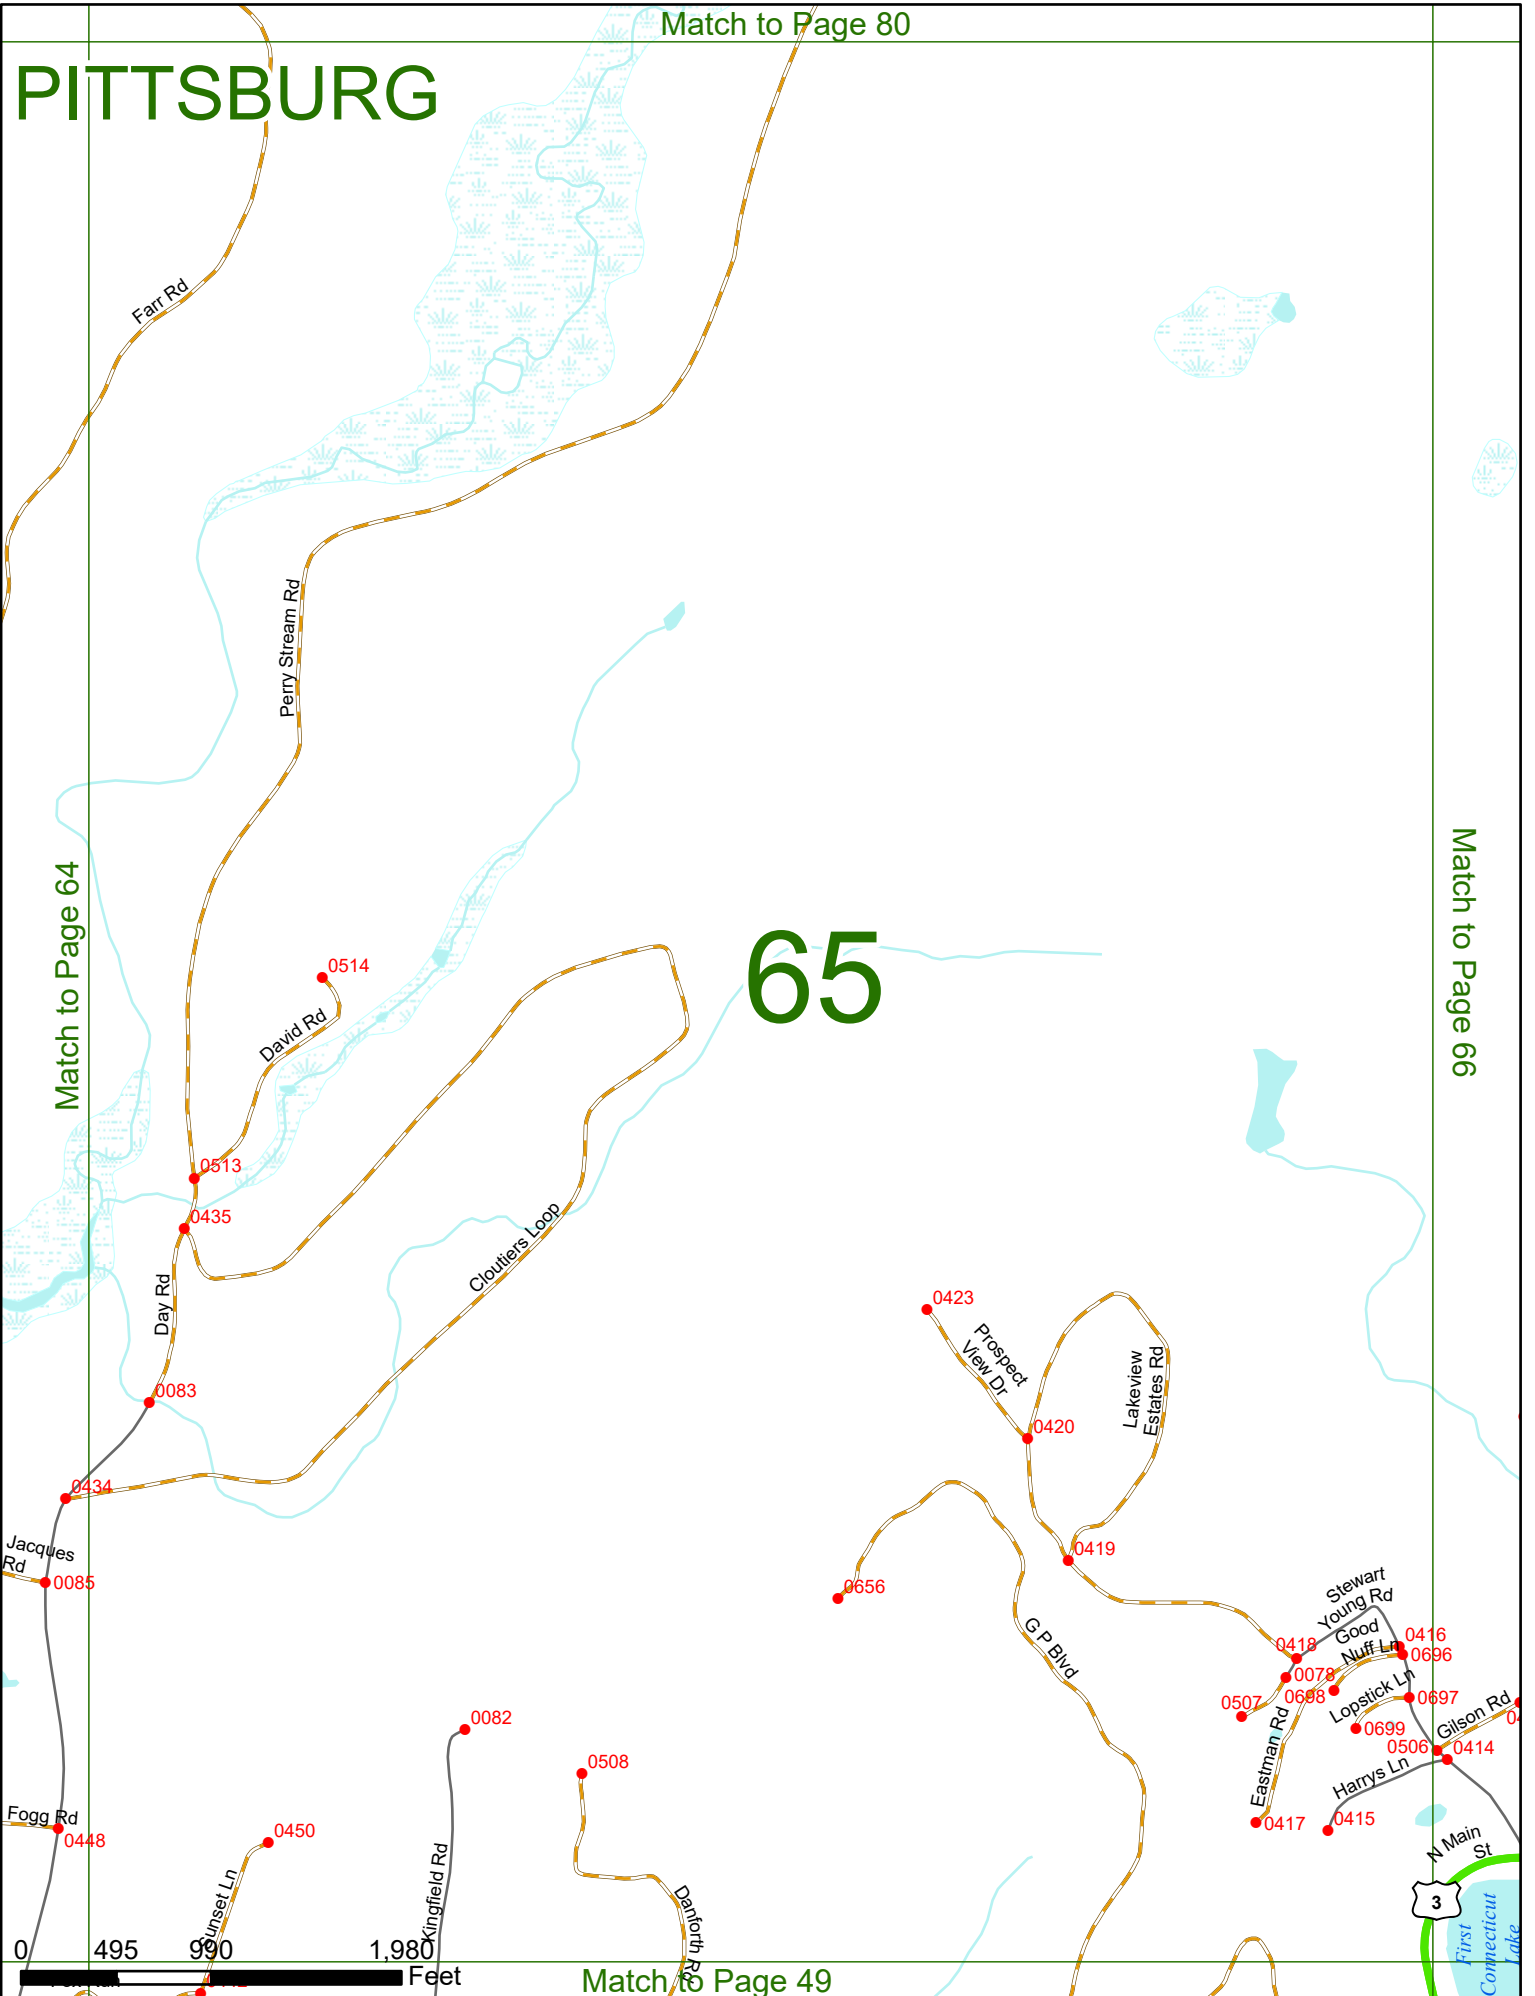 Match to Page 80
PITTSBURG
Farr Rd
Perry Stream Rd
Match to Page 64
Match to Page 66
65
0514
David Rd
0513
0435
Cloutiers Loop
Day Rd
0423
Prospect
View Dr
Lakeview
Estates Rd
0083
0420
0434
Jacques
Rd
0085
0419
0656
Stewart
Young Rd
G P Blvd
Good
Nuff Ln
0416
0418
0696
0078
0698
Lopstick Ln
0697
0507
Gilson Rd
0699
0506
0414
0082
Eastman Rd
Harrys Ln
0508
Fogg Rd
0448
0450
0417
0415
Sunset Ln
Kingfield Rd
Danforth Rd
N Main
St
3
First
Connecticut
Lake
0 495 990 1,980
Feet
Match to Page 49